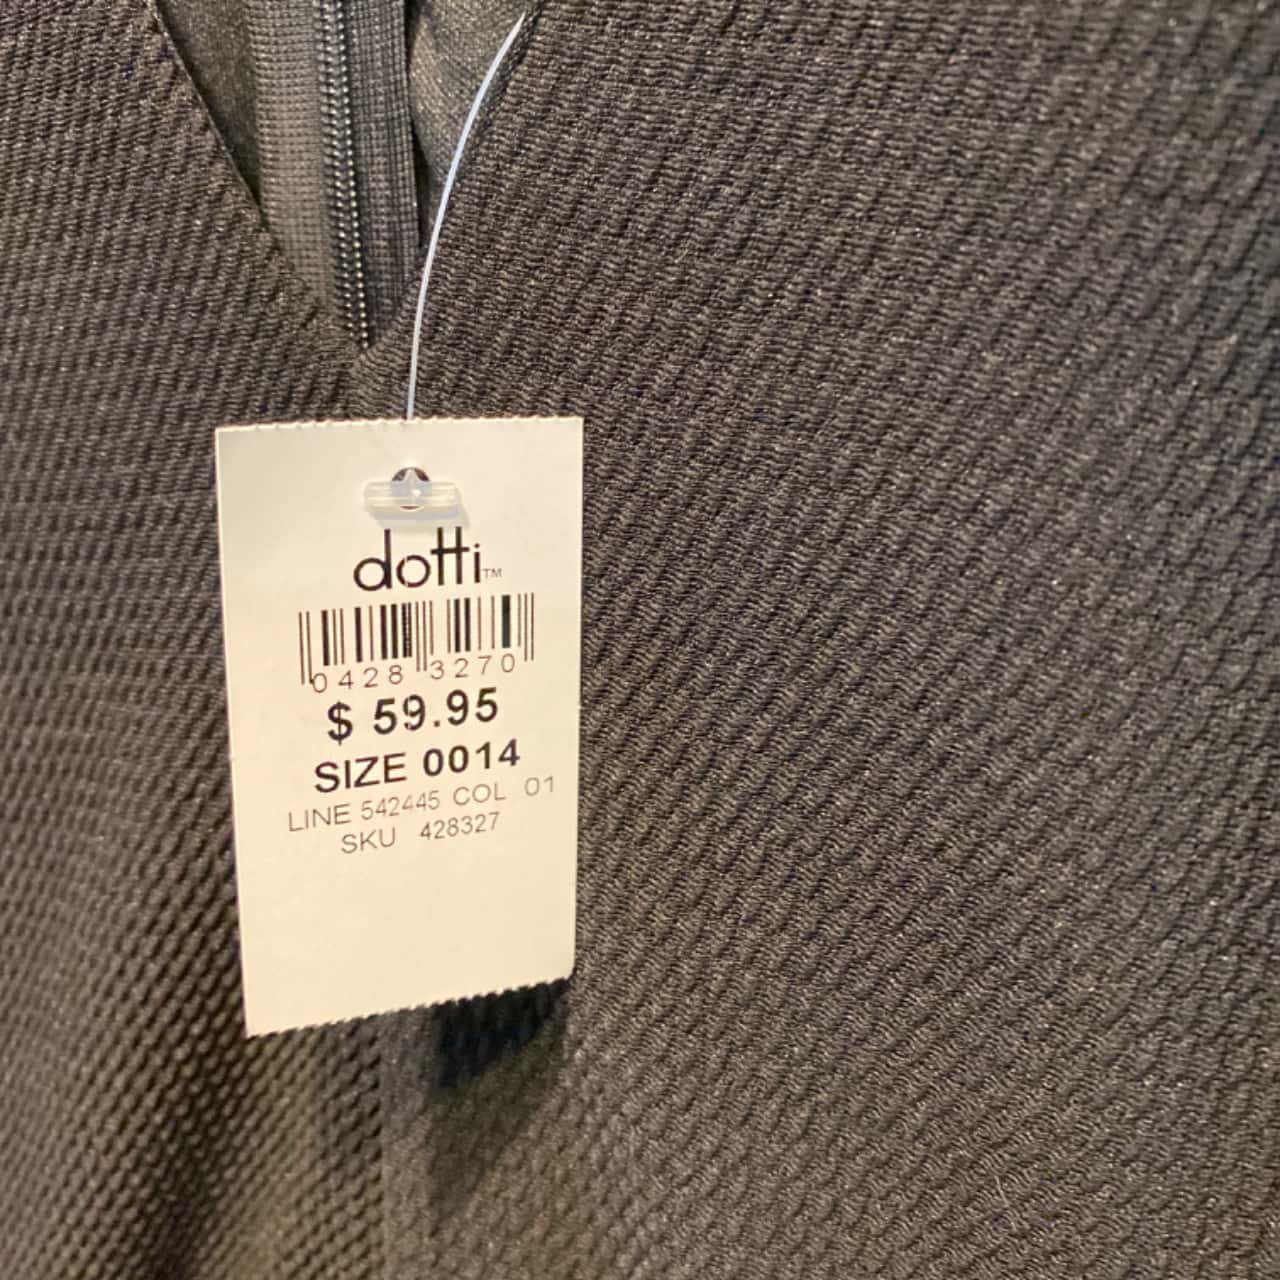 dotti™
0428 3270
$ 59.95
SIZE 0014
LINE 542445 COL 01
SKU 428327